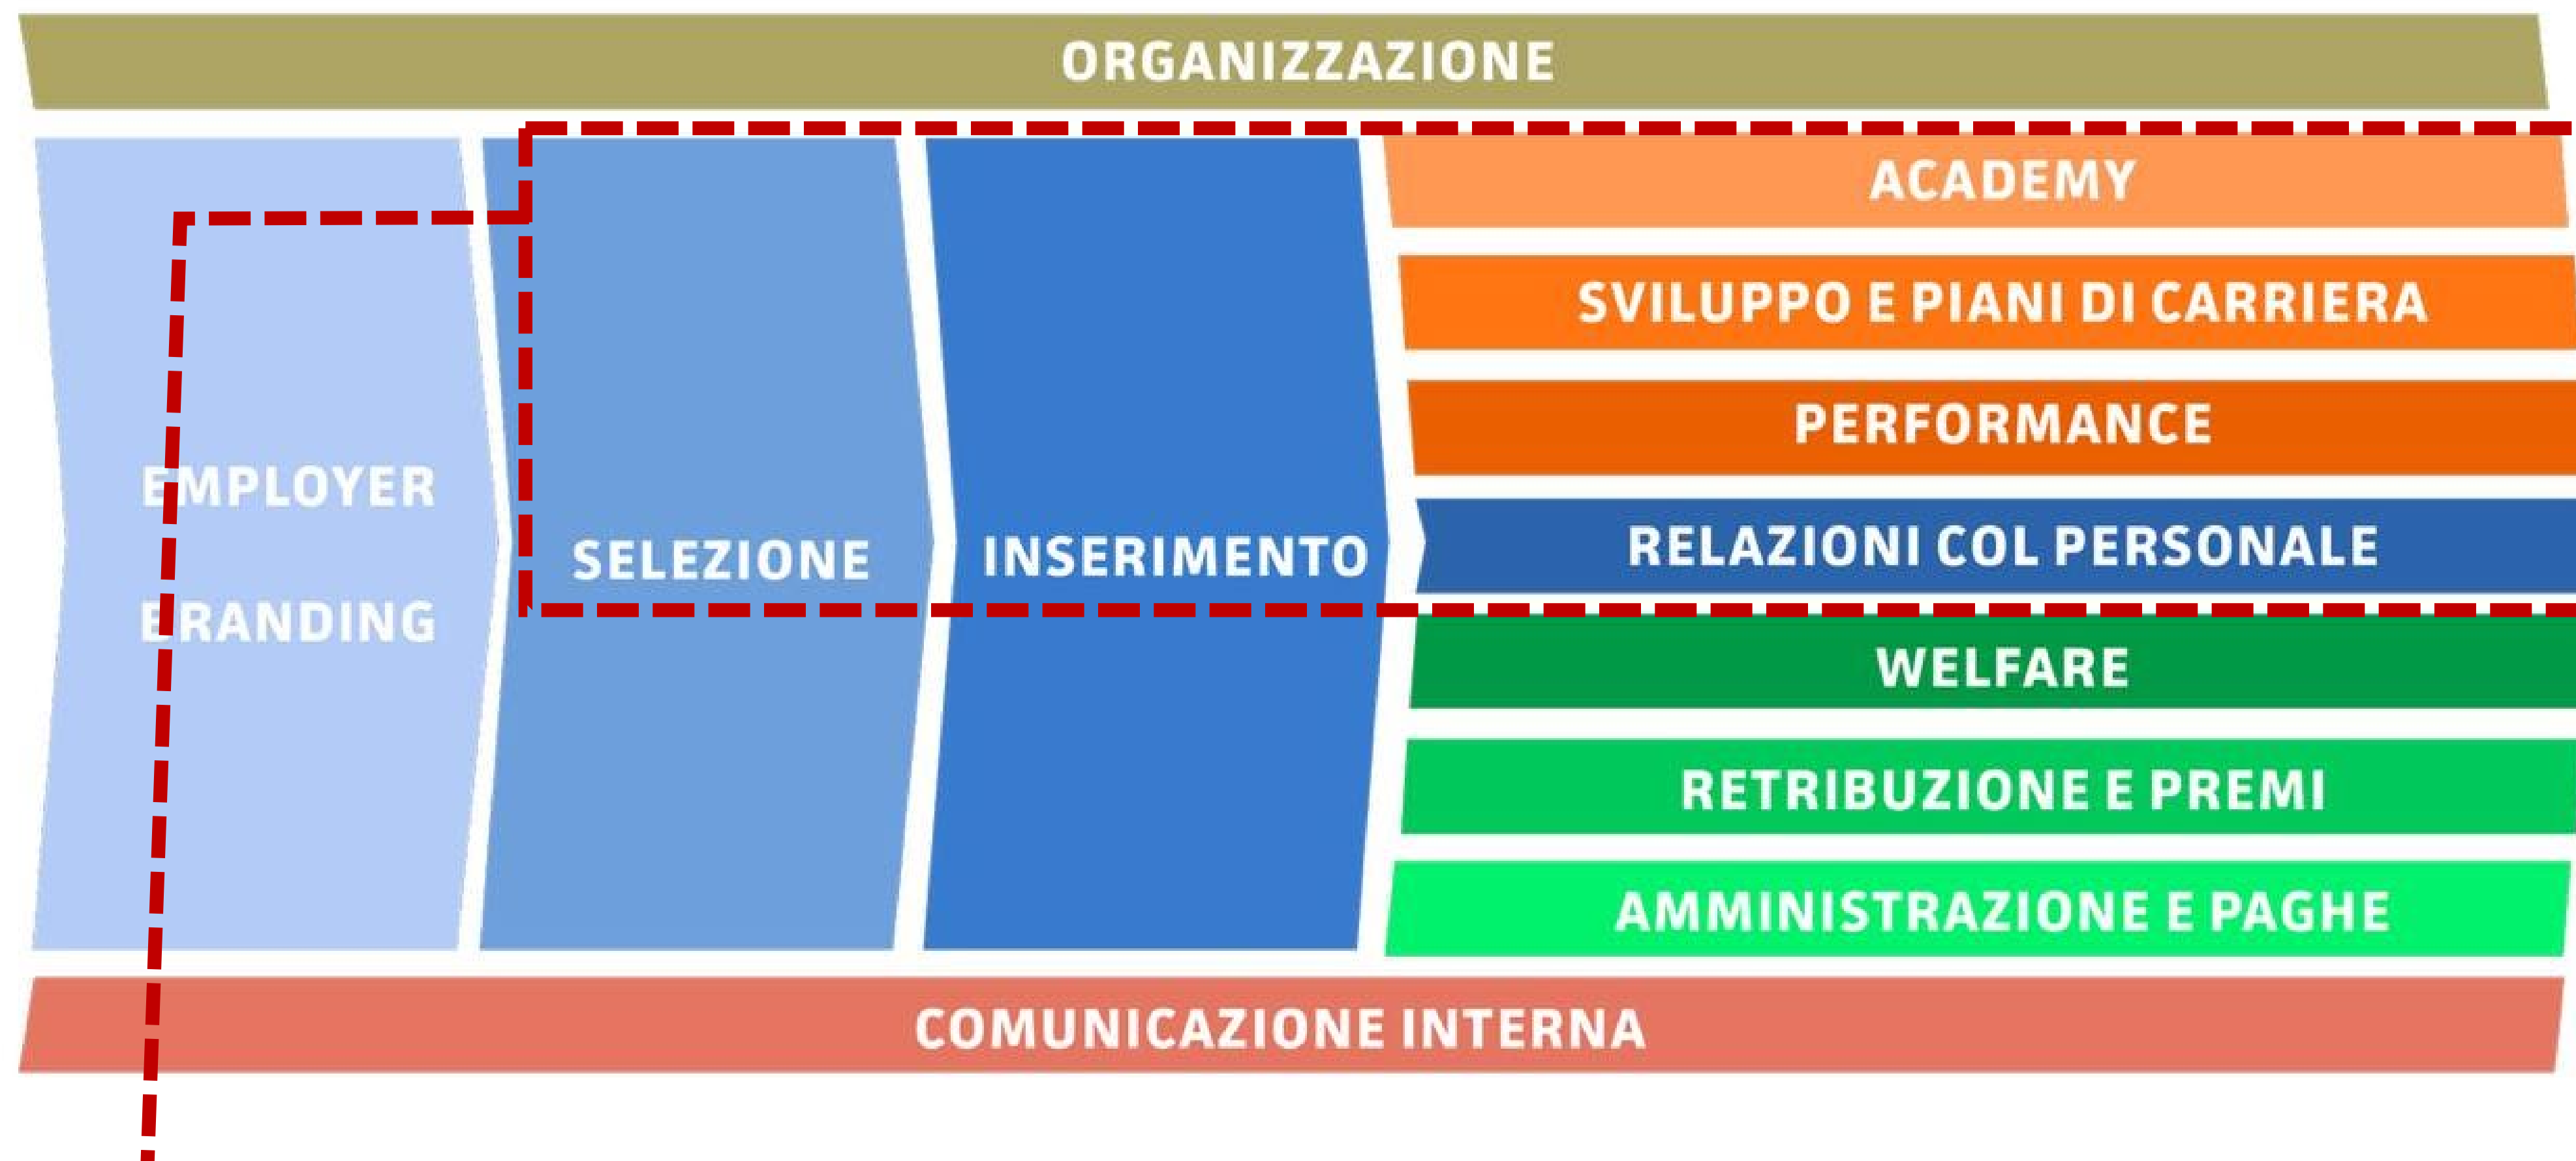 ORGANIZZAZIONE
EMPLOYER
BRANDING
SELEZIONE
INSERIMENTO
ACADEMY
SVILUPPO E PIANI DI CARRIERA
PERFORMANCE
RELAZIONI COL PERSONALE
WELFARE
RETRIBUZIONE E PREMI
AMMINISTRAZIONE E PAGHE
COMUNICAZIONE INTERNA